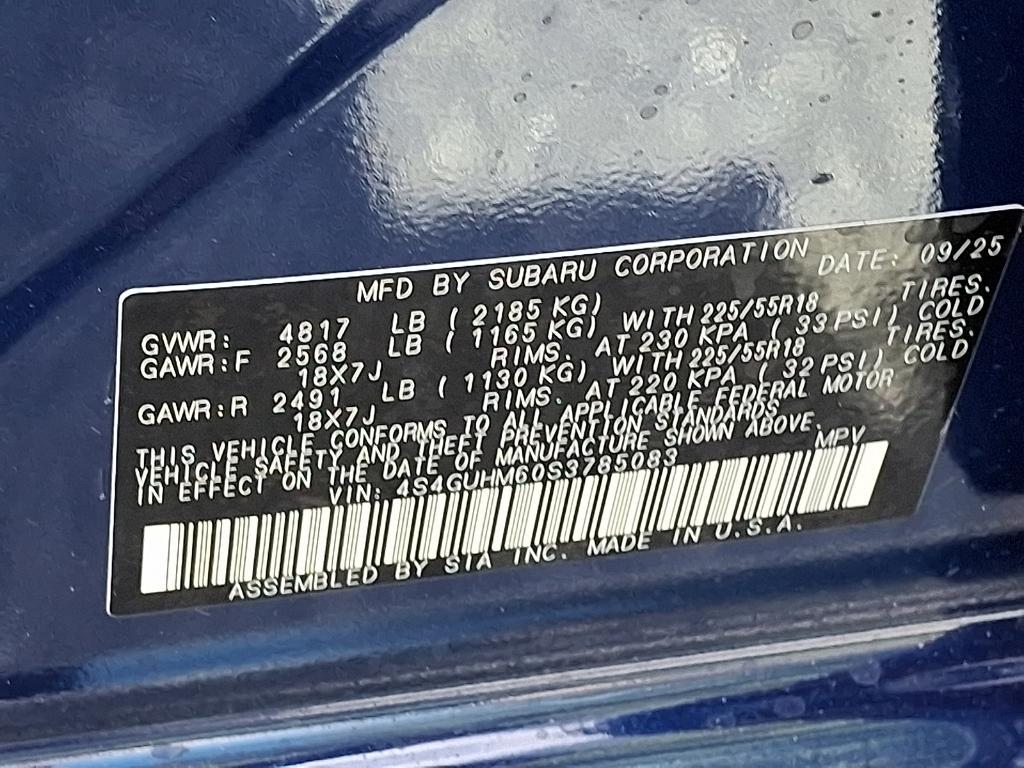 MFD BY SUBARU CORPORATION DATE: 09/25
GVWR: 4817 LB ( 2185 KG)
GAWR:F 2568 LB ( 1165 KG) WITH 225/55R18 TIRES.
18X7J RIMS. AT 230 KPA ( 33 PSI) COLD
GAWR:R 2491 LB ( 1130 KG) WITH 225/55R18 TIRES.
18X7J RIMS. AT 220 KPA ( 32 PSI) COLD
THIS VEHICLE CONFORMS TO ALL APPLICABLE FEDERAL MOTOR
VEHICLE SAFETY AND THEFT PREVENTION STANDARDS
IN EFFECT ON THE DATE OF MANUFACTURE SHOWN ABOVE.
VIN: 4S4GUHM60S3785083 MPV
ASSEMBLED BY SIA INC. MADE IN U.S.A.